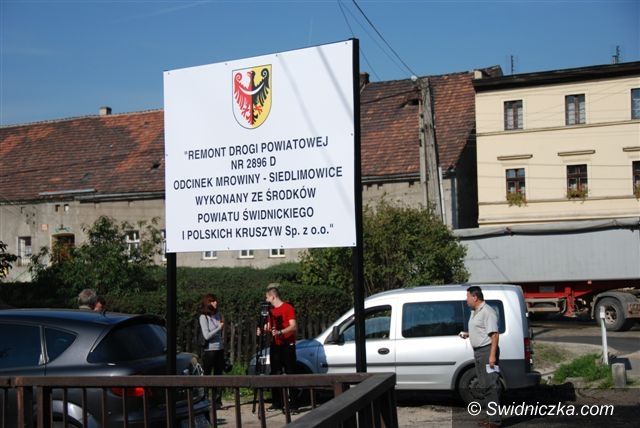 "REMONT DROGI POWIATOWEJ
NR 2896 D
ODCINEK MROWINY - SIEDLIMOWICE
WYKONANY ZE ŚRODKÓW
POWIATU ŚWIDNICKIEGO
I POLSKICH KRUSZYW Sp. z o.o."
© Swidniczka.com